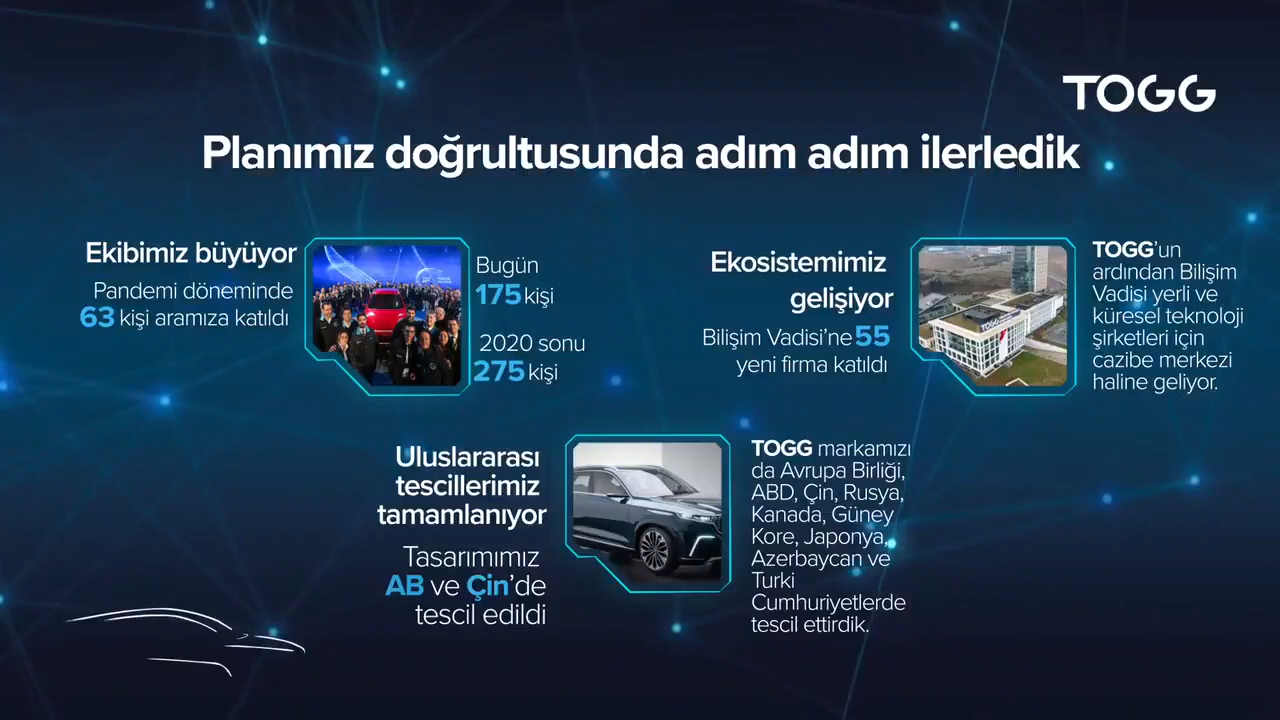 TOGG
Planımız doğrultusunda adım adım ilerledik
Ekibimiz büyüyor
Pandemi döneminde
63 kişi aramıza katıldı
Bugün
175 kişi
2020 sonu
275 kişi
Ekosistemimiz
gelişiyor
Bilişim Vadisi'ne 55
yeni firma katıldı
TOGG
TOGG'un
ardından Bilişim
Vadisi yerli ve
küresel teknoloji
şirketleri için
cazibe merkezi
haline geliyor.
Uluslararası
tescillerimiz
tamamlanıyor
Tasarımımız
AB ve Çin'de
tescil edildi
TOGG markamızı
da Avrupa Birliği,
ABD, Çin, Rusya,
Kanada, Güney
Kore, Japonya,
Azerbaycan ve
Turki
Cumhuriyetlerde
tescil ettirdik.